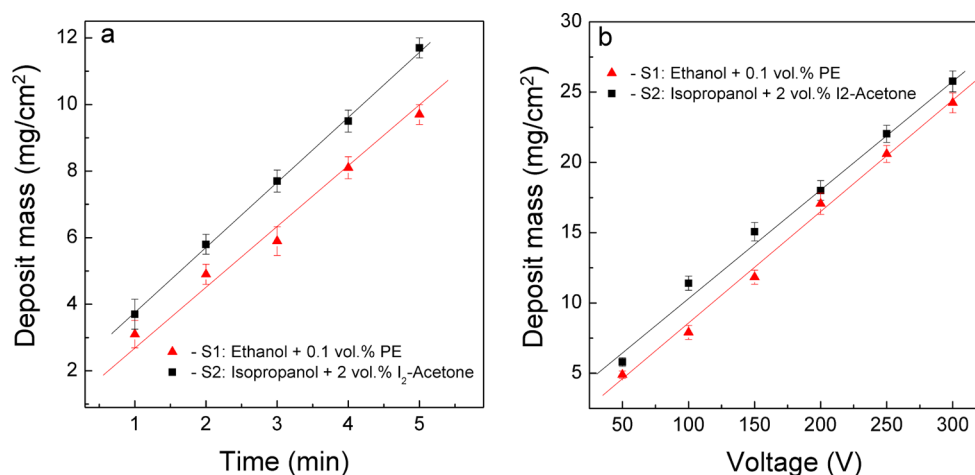 a
12
10
8
6
4
2
Deposit mass (mg/cm²)
- S1: Ethanol + 0.1 vol.% PE
- S2: Isopropanol + 2 vol.% I₂-Acetone
1 2 3 4 5
Time (min)
b
30
25
20
15
10
5
Deposit mass (mg/cm²)
- S1: Ethanol + 0.1 vol.% PE
- S2: Isopropanol + 2 vol.% I2-Acetone
50 100 150 200 250 300
Voltage (V)